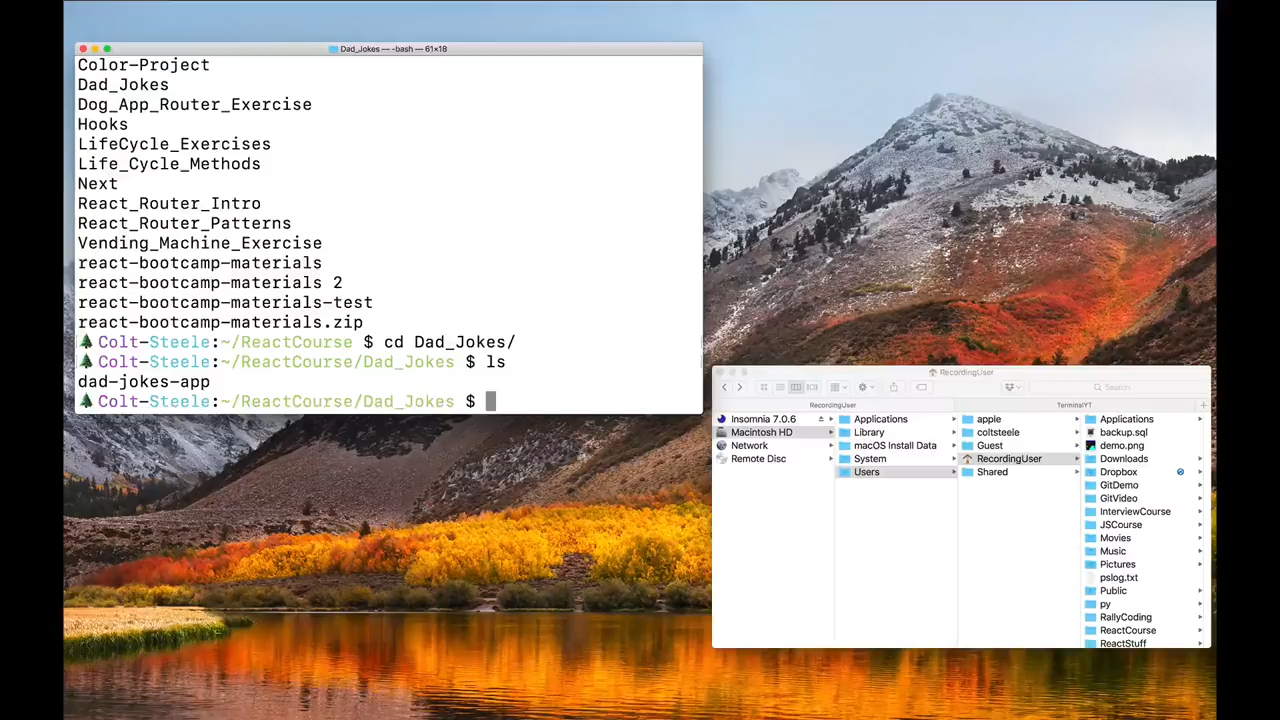 Dad_Jokes — -bash — 61×18
Color-Project
Dad_Jokes
Dog_App_Router_Exercise
Hooks
LifeCycle_Exercises
Life_Cycle_Methods
Next
React_Router_Intro
React_Router_Patterns
Vending_Machine_Exercise
react-bootcamp-materials
react-bootcamp-materials 2
react-bootcamp-materials-test
react-bootcamp-materials.zip
Colt-Steele:~/ReactCourse $ cd Dad_Jokes/
Colt-Steele:~/ReactCourse/Dad_Jokes $ ls
dad-jokes-app
Colt-Steele:~/ReactCourse/Dad_Jokes $
RecordingUser
Search
RecordingUser
TerminalYT
Insomnia 7.0.6
Macintosh HD
Network
Remote Disc
Applications
Library
macOS Install Data
System
Users
apple
coltsteele
Guest
RecordingUser
Shared
Applications
backup.sql
demo.png
Downloads
Dropbox
GitDemo
GitVideo
InterviewCourse
JSCourse
Movies
Music
Pictures
pslog.txt
Public
py
RallyCoding
ReactCourse
ReactStuff